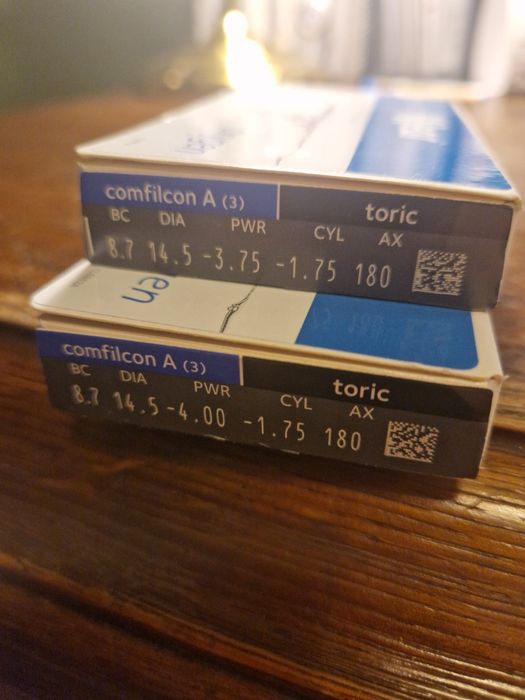 comfilcon A (3)
toric
BC DIA PWR CYL AX
8.7 14.5 -3.75 -1.75 180
en
comfilcon A (3)
toric
BC DIA PWR CYL AX
8.7 14.5 -4.00 -1.75 180